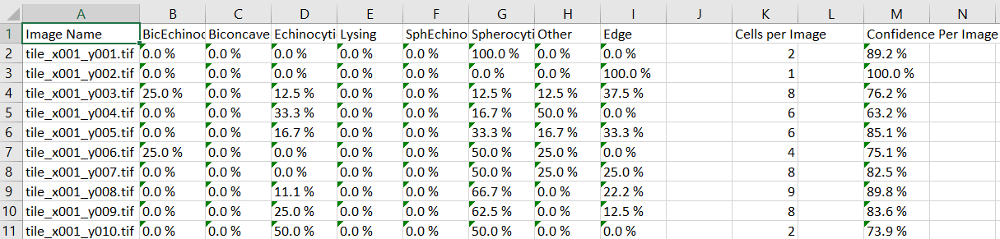 A B C D E F G H I J K L M N
1 Image Name BicEchinoc Biconcave Echinocyti Lysing SphEchino Spherocyti Other Edge Cells per Image Confidence Per Image
2 tile_x001_y001.tif 0.0 % 0.0 % 0.0 % 0.0 % 0.0 % 100.0 % 0.0 % 0.0 % 2 89.2 %
3 tile_x001_y002.tif 0.0 % 0.0 % 0.0 % 0.0 % 0.0 % 0.0 % 0.0 % 100.0 % 1 100.0 %
4 tile_x001_y003.tif 25.0 % 0.0 % 12.5 % 0.0 % 0.0 % 12.5 % 12.5 % 37.5 % 8 76.2 %
5 tile_x001_y004.tif 0.0 % 0.0 % 33.3 % 0.0 % 0.0 % 16.7 % 50.0 % 0.0 % 6 63.2 %
6 tile_x001_y005.tif 0.0 % 0.0 % 16.7 % 0.0 % 0.0 % 33.3 % 16.7 % 33.3 % 6 85.1 %
7 tile_x001_y006.tif 25.0 % 0.0 % 0.0 % 0.0 % 0.0 % 50.0 % 25.0 % 0.0 % 4 75.1 %
8 tile_x001_y007.tif 0.0 % 0.0 % 0.0 % 0.0 % 0.0 % 50.0 % 25.0 % 25.0 % 8 82.5 %
9 tile_x001_y008.tif 0.0 % 0.0 % 11.1 % 0.0 % 0.0 % 66.7 % 0.0 % 22.2 % 9 89.8 %
10 tile_x001_y009.tif 0.0 % 0.0 % 25.0 % 0.0 % 0.0 % 62.5 % 0.0 % 12.5 % 8 83.6 %
11 tile_x001_y010.tif 0.0 % 0.0 % 50.0 % 0.0 % 0.0 % 50.0 % 0.0 % 0.0 % 2 73.9 %